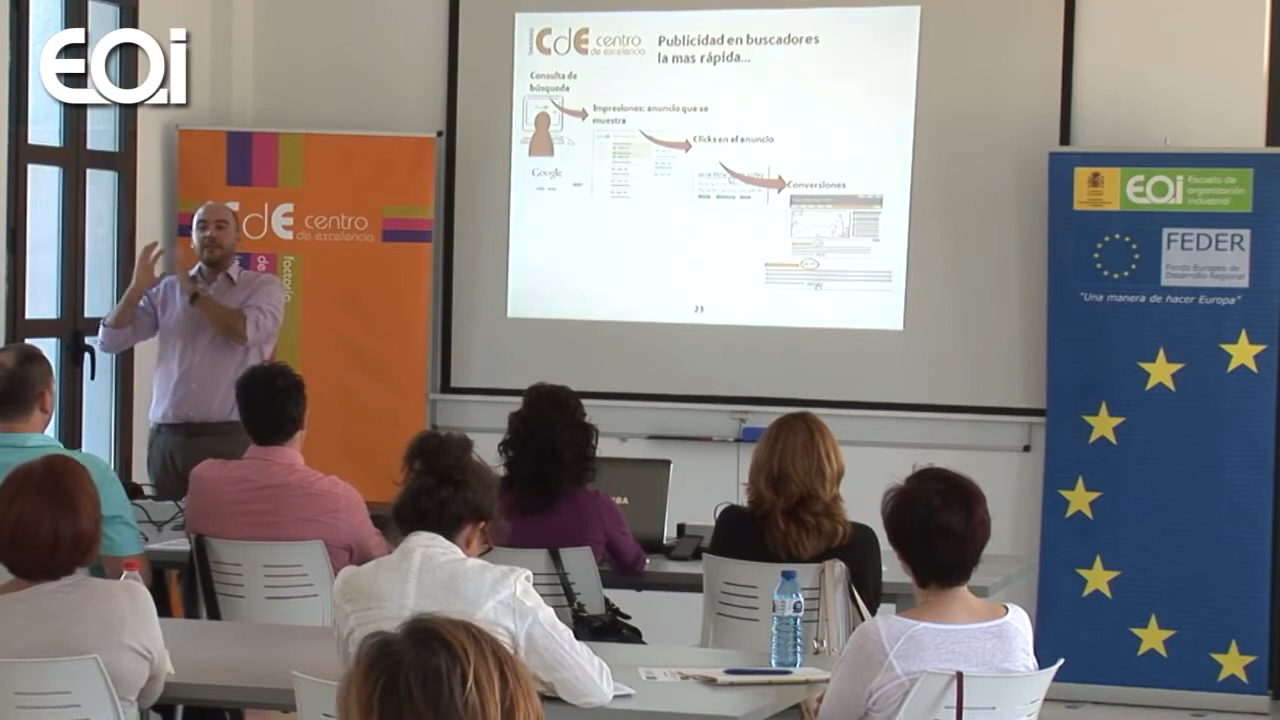 EOi
CdE centro
de excelencia
Publicidad en buscadores
la mas rápida...
Consulta de
búsqueda
Impresiones: anuncio que se
muestra
Clicks en el anuncio
Google
Conversiones
23
CdE centro
de excelencia
factoría
de
EOi Escuela de
organización
industrial
FEDER
Fondo Europeo de
Desarrollo Regional
"Una manera de hacer Europa"